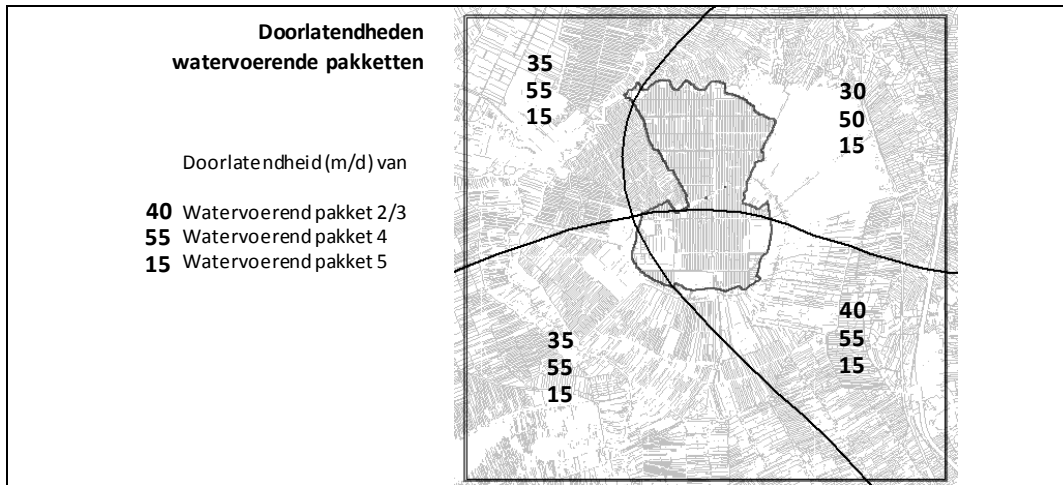 Doorlatendheden
watervoerende pakketten
Doorlatendheid (m/d) van
40 Watervoerend pakket 2/3
55 Watervoerend pakket 4
15 Watervoerend pakket 5
35
55
15
30
50
15
35
55
15
40
55
15